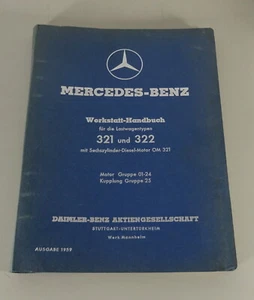 MERCEDES-BENZ
Werkstatt-Handbuch
für die Lastwagentypen
321 und 322
mit Sechszylinder-Diesel-Motor OM 321
Motor Gruppe 01-24
Kupplung Gruppe 25
DAIMLER-BENZ AKTIENGESELLSCHAFT
STUTTGART-UNTERTÜRKHEIM
Werk Mannheim
AUSGABE 1959